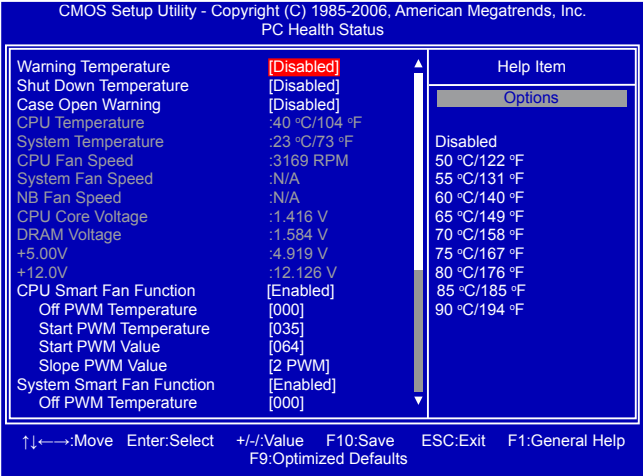 CMOS Setup Utility - Copyright (C) 1985-2006, American Megatrends, Inc.
PC Health Status
Warning Temperature [Disabled]
Shut Down Temperature [Disabled]
Case Open Warning [Disabled]
CPU Temperature :40 °C/104 °F
System Temperature :23 °C/73 °F
CPU Fan Speed :3169 RPM
System Fan Speed :N/A
NB Fan Speed :N/A
CPU Core Voltage :1.416 V
DRAM Voltage :1.584 V
+5.00V :4.919 V
+12.0V :12.126 V
CPU Smart Fan Function [Enabled]
Off PWM Temperature [000]
Start PWM Temperature [035]
Start PWM Value [064]
Slope PWM Value [2 PWM]
System Smart Fan Function [Enabled]
Off PWM Temperature [000]
Help Item
Options
Disabled
50 °C/122 °F
55 °C/131 °F
60 °C/140 °F
65 °C/149 °F
70 °C/158 °F
75 °C/167 °F
80 °C/176 °F
85 °C/185 °F
90 °C/194 °F
↑↓←→:Move Enter:Select +/-/:Value F10:Save ESC:Exit F1:General Help
F9:Optimized Defaults